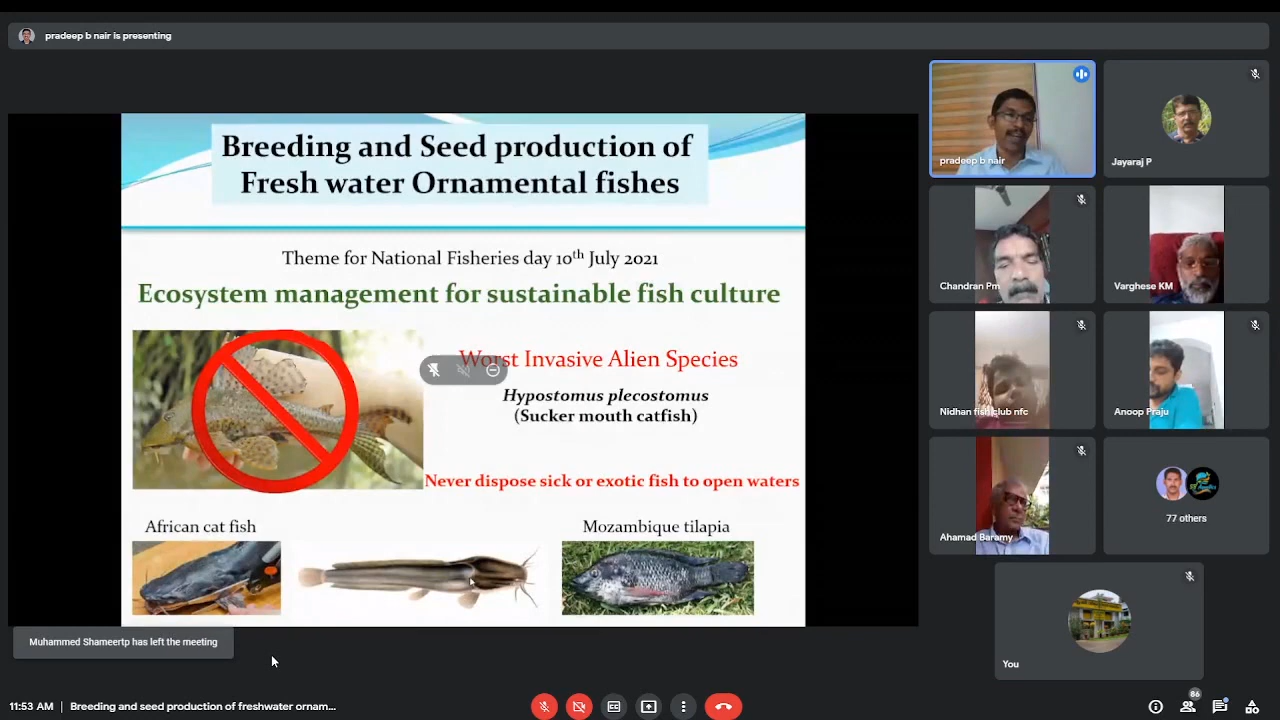 pradeep b nair is presenting
Breeding and Seed production of
Fresh water Ornamental fishes
Theme for National Fisheries day 10th July 2021
Ecosystem management for sustainable fish culture
Worst Invasive Alien Species
Hypostomus plecostomus
(Sucker mouth catfish)
Never dispose sick or exotic fish to open waters
African cat fish
Mozambique tilapia
pradeep b nair
Jayaraj P
Chandran Pm
Varghese KM
Nidhan fish club nfc
Anoop Praju
Ahamad Baramy
77 others
You
Muhammed Shameertp has left the meeting
11:53 AM | Breeding and seed production of freshwater ornam...
86